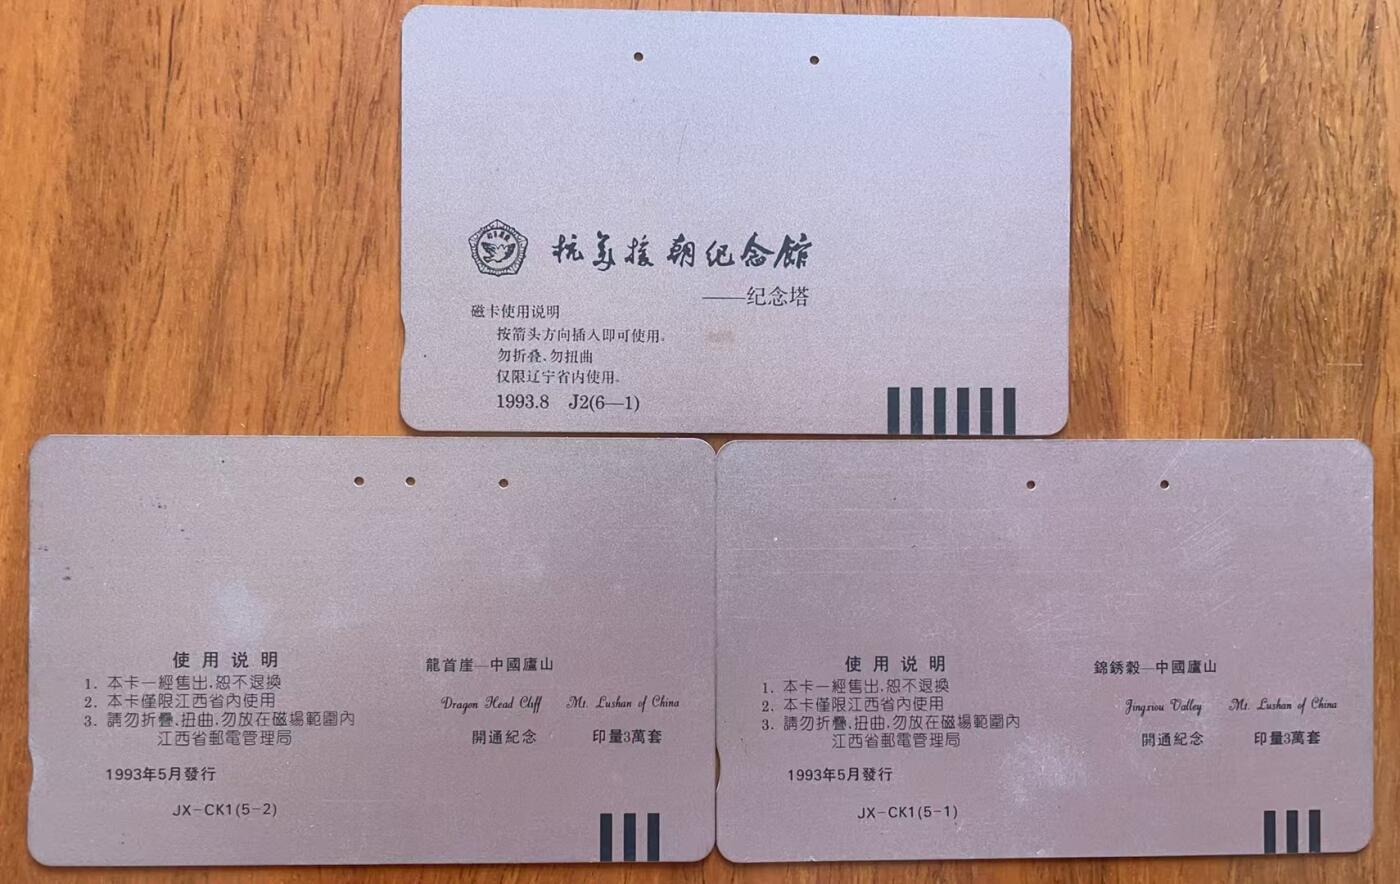 抗美援朝纪念馆
——纪念塔
磁卡使用说明
按箭头方向插入即可使用。
勿折叠、勿扭曲
仅限辽宁省内使用。
1993.8 J2(6—1)
使用说明
1. 本卡一經售出,恕不退換
2. 本卡僅限江西省內使用
3. 請勿折疊、扭曲、勿放在磁場範圍內
江西省郵電管理局
1993年5月發行
JX-CK1(5-2)
龍首崖—中國廬山
Dragon Head Cliff Mt. Lushan of China
開通紀念 印量3萬套
使用说明
1. 本卡一經售出,恕不退換
2. 本卡僅限江西省內使用
3. 請勿折疊、扭曲、勿放在磁場範圍內
江西省郵電管理局
1993年5月發行
JX-CK1(5-1)
錦銹穀—中國廬山
Jingxiou Valley Mt. Lushan of China
開通紀念 印量3萬套